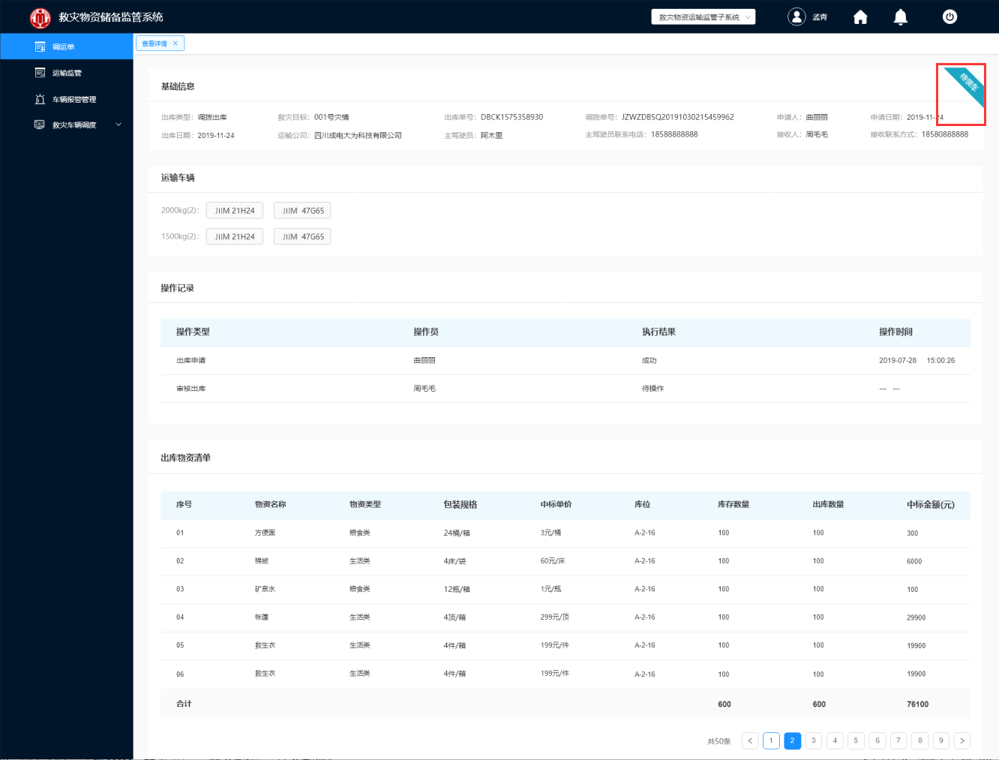 救灾物资储备监管系统
救灾物资运输监管子系统
孟青
调运单
运输监管
车辆报警管理
救灾车辆调度
查看详情 ×
待装车
基础信息
出库类型: 调拨出库 救灾目标: 001号灾情 出库单号: DBCK1575358930 调拨单号: JZWZDBSQ20191030215459962 申请人: 曲丽丽 申请日期: 2019-11-24
出库日期: 2019-11-24 运输公司: 四川成电大为科技有限公司 主驾驶员: 阿木里 主驾驶员联系电话: 18588888888 接收人: 周毛毛 接收联系方式: 18580888888
运输车辆
2000kg(2): 川M 21H24 川M 47G65
1500kg(2): 川M 21H24 川M 47G65
操作记录
操作类型 操作员 执行结果 操作时间
出库申请 曲丽丽 成功 2019-07-28 15:00:26
审核出库 周毛毛 待操作 --- ---
出库物资清单
序号 物资名称 物资类型 包装规格 中标单价 库位 库存数量 出库数量 中标金额(元)
01 方便面 粮食类 24桶/箱 3元/桶 A-2-16 100 100 300
02 棉被 生活类 4床/袋 60元/床 A-2-16 100 100 6000
03 矿泉水 粮食类 12瓶/箱 1元/瓶 A-2-16 100 100 100
04 帐篷 生活类 4顶/箱 299元/顶 A-2-16 100 100 29900
05 救生衣 生活类 4件/箱 199元/件 A-2-16 100 100 19900
06 救生衣 生活类 4件/箱 199元/件 A-2-16 100 100 19900
合计 600 600 76100
共50条 < 1 2 3 4 5 6 7 8 9 >